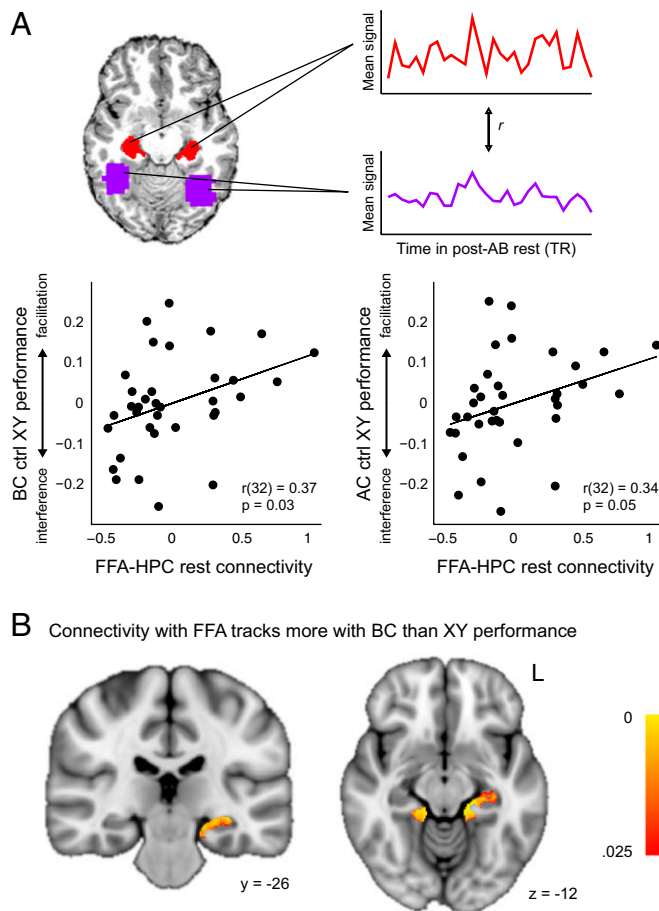 A
Mean signal
r
Mean signal
Time in post-AB rest (TR)
BC ctrl XY performance
interference
facilitation
0.2
0.1
0
−0.1
−0.2
r(32) = 0.37
p = 0.03
−0.5
0
0.5
1
FFA-HPC rest connectivity
AC ctrl XY performance
interference
facilitation
0.2
0.1
0
−0.1
−0.2
r(32) = 0.34
p = 0.05
−0.5
0
0.5
1
FFA-HPC rest connectivity
B
Connectivity with FFA tracks more with BC than XY performance
L
0
.025
y = -26
z = -12